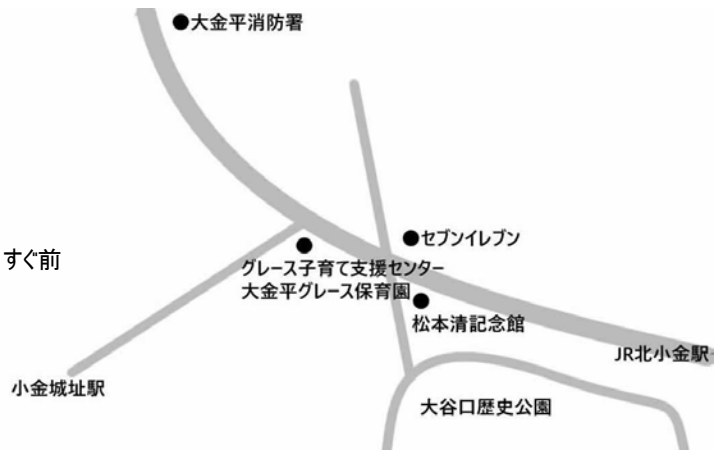 ●大金平消防署
●セブンイレブン
すぐ前
グレース子育て支援センター
大金平グレース保育園
松本清記念館
JR北小金駅
小金城址駅
大谷口歴史公園